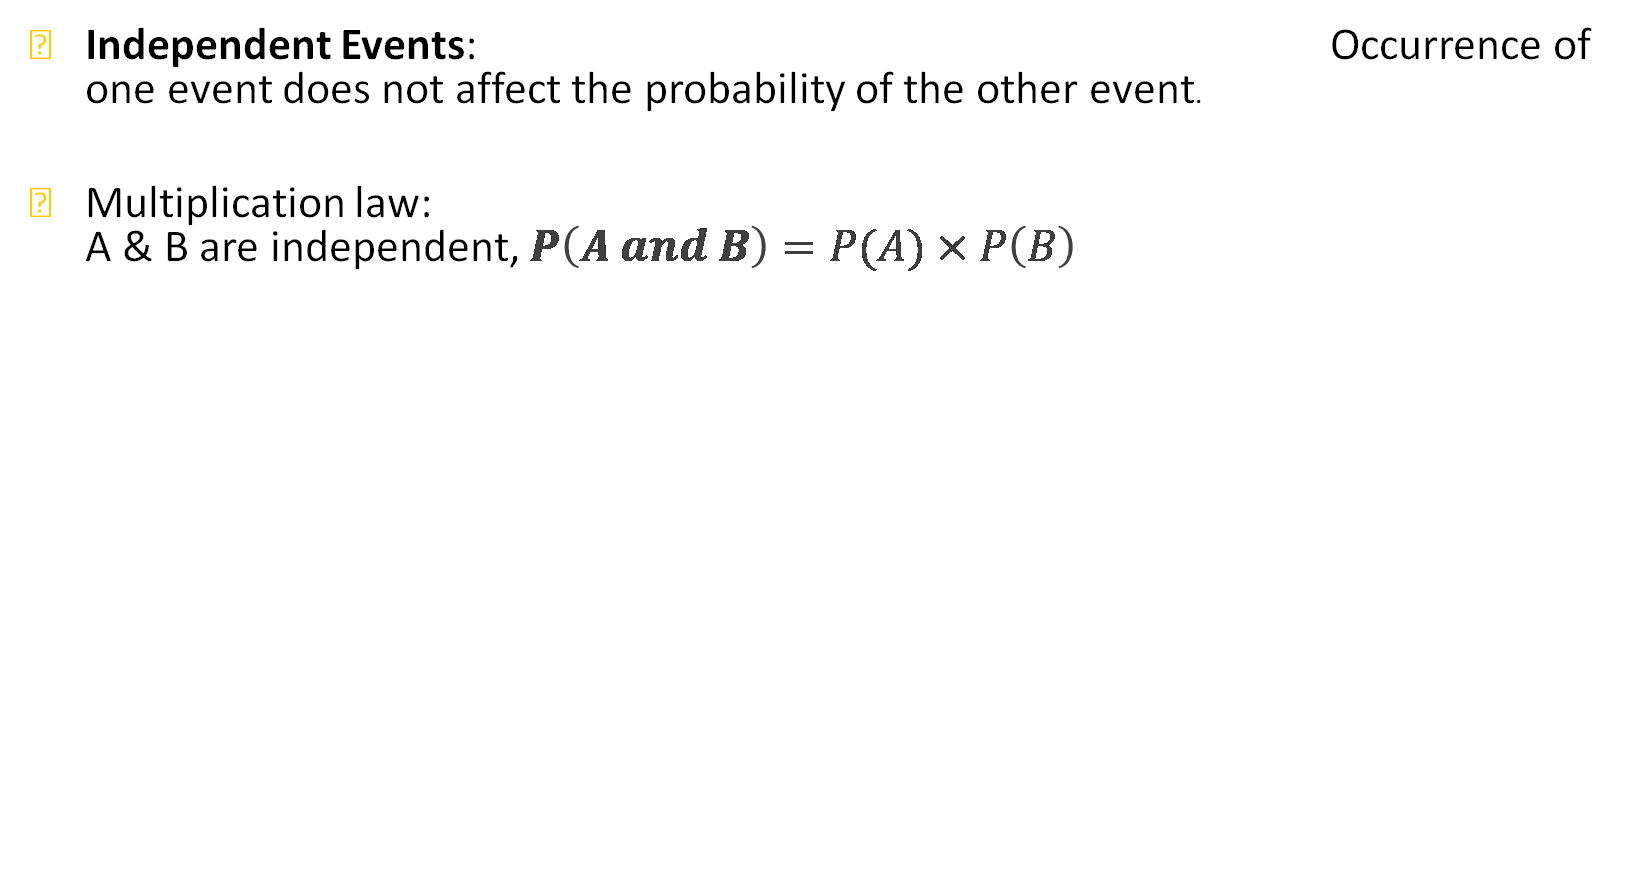 Independent Events: Occurrence of
one event does not affect the probability of the other event.
Multiplication law:
A & B are independent, P(A and B) = P(A) × P(B)